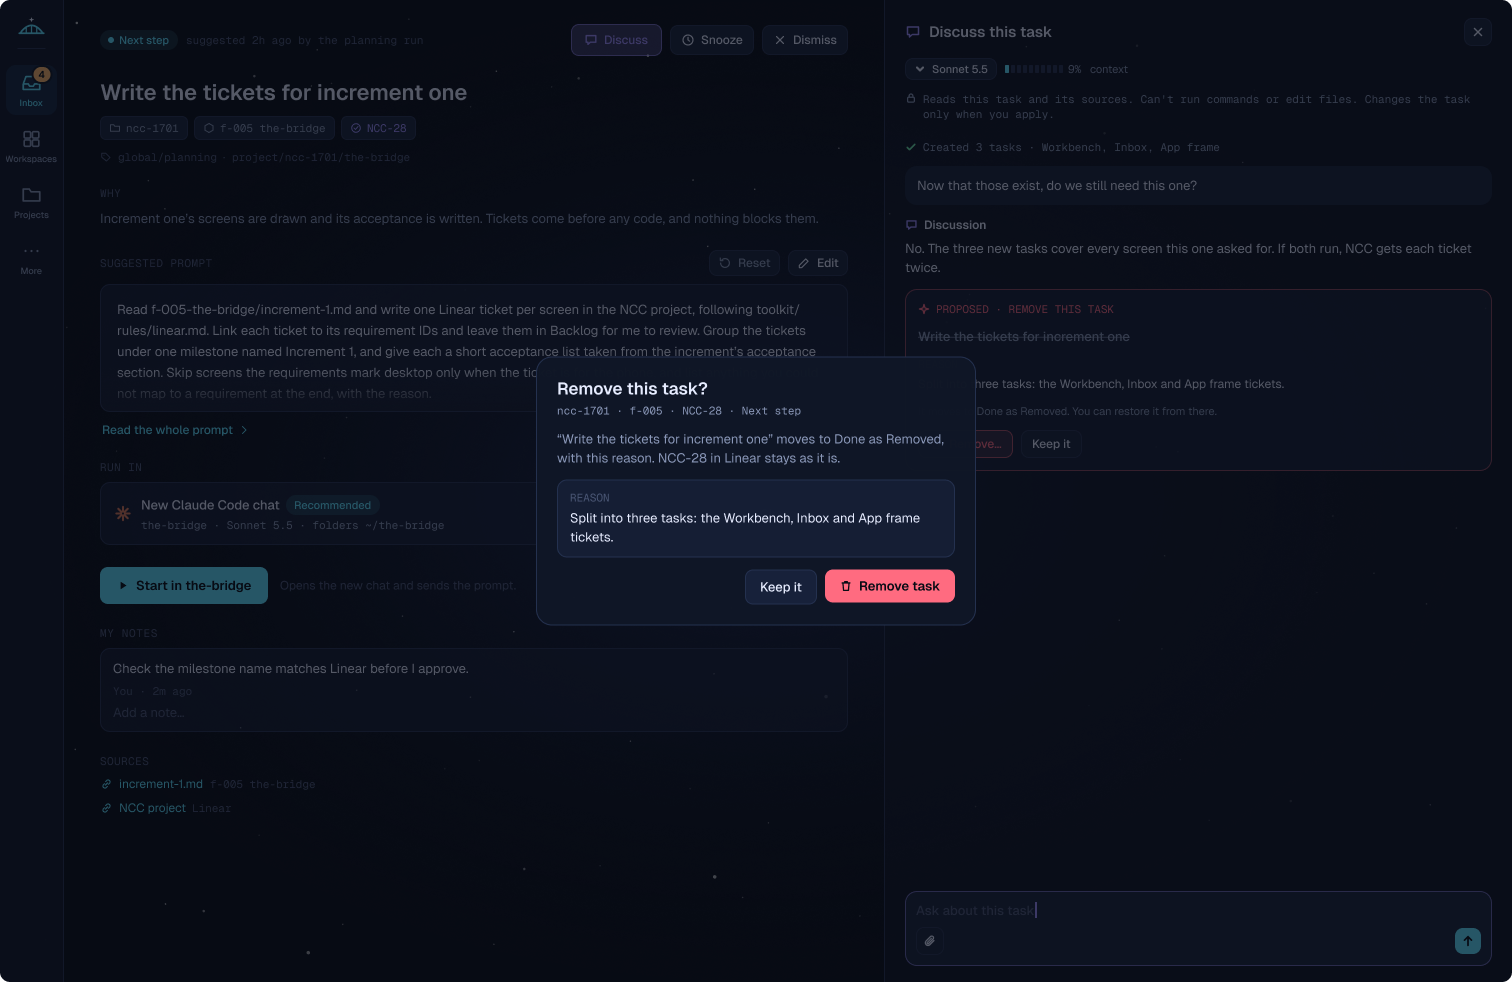 4
Inbox
Workspaces
Projects
More
Next step
suggested 2h ago by the planning run
Discuss
Snooze
Dismiss
Write the tickets for increment one
ncc-1701
f-005 the-bridge
NCC-28
global/planning · project/ncc-1701/the-bridge
WHY
Increment one's screens are drawn and its acceptance is written. Tickets come before any code, and nothing blocks them.
SUGGESTED PROMPT
Reset
Edit
Read f-005-the-bridge/increment-1.md and write one Linear ticket per screen in the NCC project, following toolkit/
rules/linear.md. Link each ticket to its requirement IDs and leave them in Backlog for me to review. Group the tickets
under one milestone named Increment 1, and give each a short acceptance list taken from the increment's acceptance
section. Skip screens the requirements mark desktop only when the
not map to a requirement at the end, with the reason.
Read the whole prompt
RUN IN
New Claude Code chat
Recommended
the-bridge · Sonnet 5.5 · folders ~/the-bridge
Start in the-bridge
Opens the new chat and sends the prompt.
MY NOTES
Check the milestone name matches Linear before I approve.
You · 2m ago
Add a note...
SOURCES
increment-1.md f-005 the-bridge
NCC project Linear
Remove this task?
ncc-1701 · f-005 · NCC-28 · Next step
“Write the tickets for increment one” moves to Done as Removed,
with this reason. NCC-28 in Linear stays as it is.
REASON
Split into three tasks: the Workbench, Inbox and App frame
tickets.
Keep it
Remove task
Discuss this task
Sonnet 5.5
9% context
Reads this task and its sources. Can't run commands or edit files. Changes the task
only when you apply.
Created 3 tasks · Workbench, Inbox, App frame
Now that those exist, do we still need this one?
Discussion
No. The three new tasks cover every screen this one asked for. If both run, NCC gets each ticket
twice.
PROPOSED · REMOVE THIS TASK
Write the tickets for increment one
tasks: the Workbench, Inbox and App frame tickets.
Done as Removed. You can restore it from there.
Keep it
Ask about this task